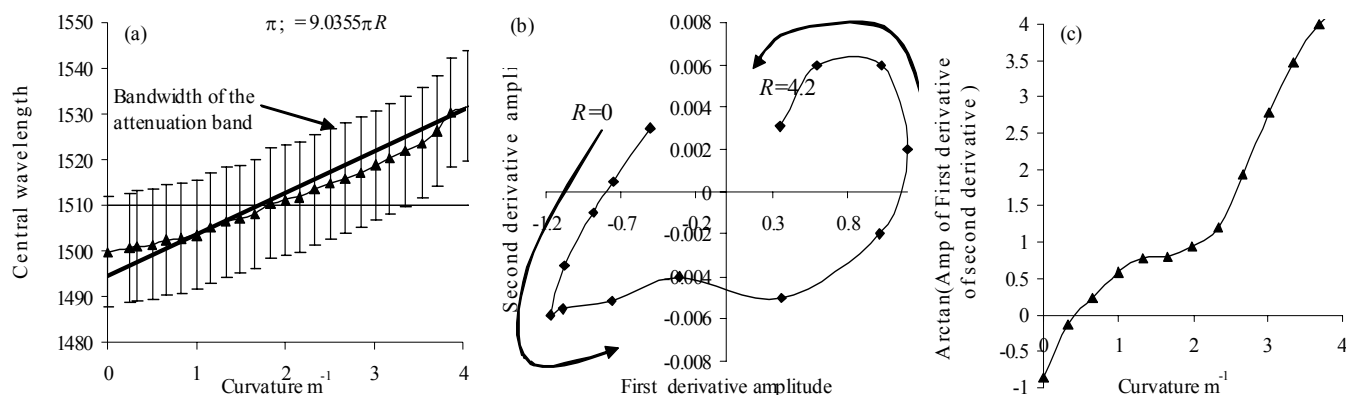 (a)
π; =9.0355πR
Central wavelength
1550
1540
1530
1520
1510
1500
1490
1480
Bandwidth of the
attenuation band
0
1
2
3
4
Curvature m-1
(b)
Second derivative ampli
0.008
0.006
0.004
0.002
0
-0.002
-0.004
-0.006
-0.008
-1.2
-0.7
-0.2
0.3
0.8
R=0
R=4.2
First derivative amplitude
(c)
Arctan(Amp of First derivative
of second derivative )
4
3.5
3
2.5
2
1.5
1
0.5
0
-0.5
-1
0
1
2
3
4
Curvature m-1